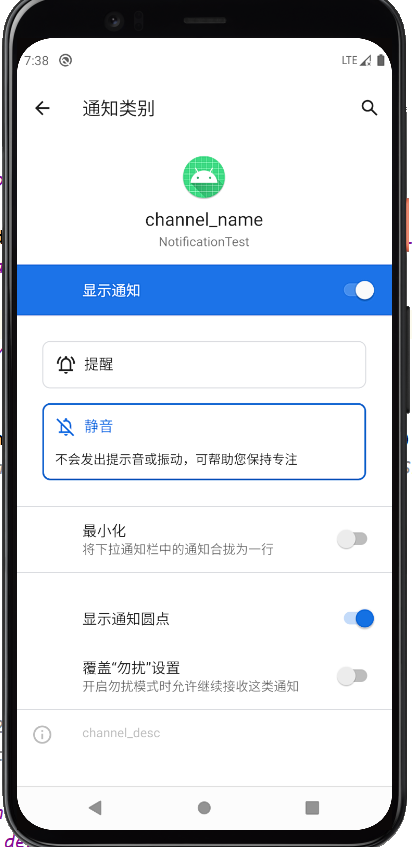 7:38
LTE
通知类别
channel_name
NotificationTest
显示通知
提醒
静音
不会发出提示音或振动，可帮助您保持专注
最小化
将下拉通知栏中的通知合拢为一行
显示通知圆点
覆盖“勿扰”设置
开启勿扰模式时允许继续接收这类通知
channel_desc
de